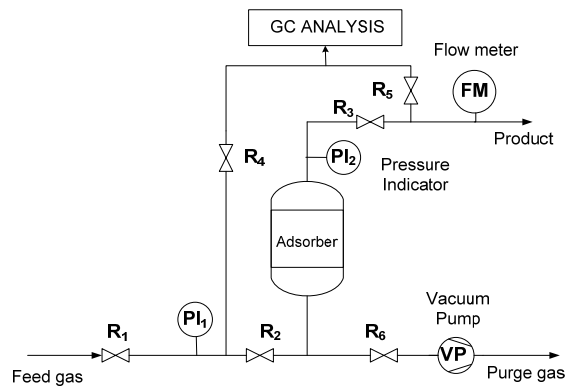 GC ANALYSIS
Flow meter
R5
FM
R3
Product
R4
PI2
Pressure
Indicator
Adsorber
Vacuum
Pump
PI1
R1
R2
R6
VP
Feed gas
Purge gas